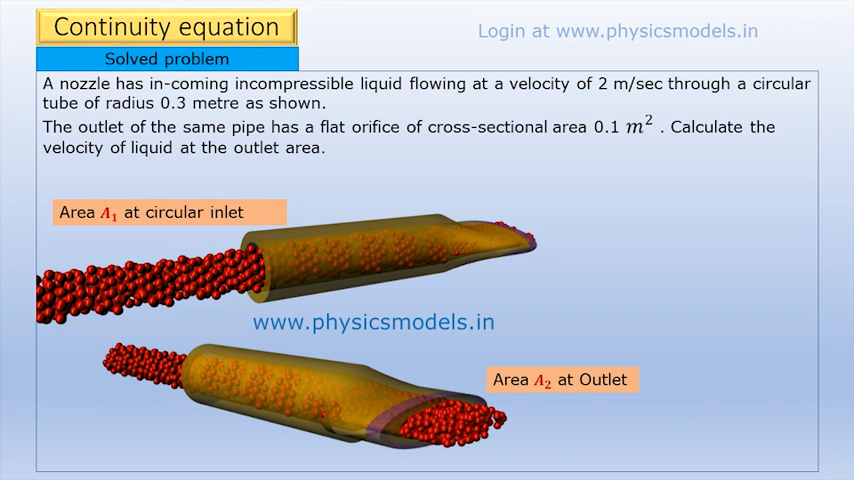 Continuity equation
Login at www.physicsmodels.in
Solved problem
A nozzle has in-coming incompressible liquid flowing at a velocity of 2 m/sec through a circular
tube of radius 0.3 metre as shown.
The outlet of the same pipe has a flat orifice of cross-sectional area 0.1 m² . Calculate the
velocity of liquid at the outlet area.
Area A₁ at circular inlet
www.physicsmodels.in
Area A₂ at Outlet